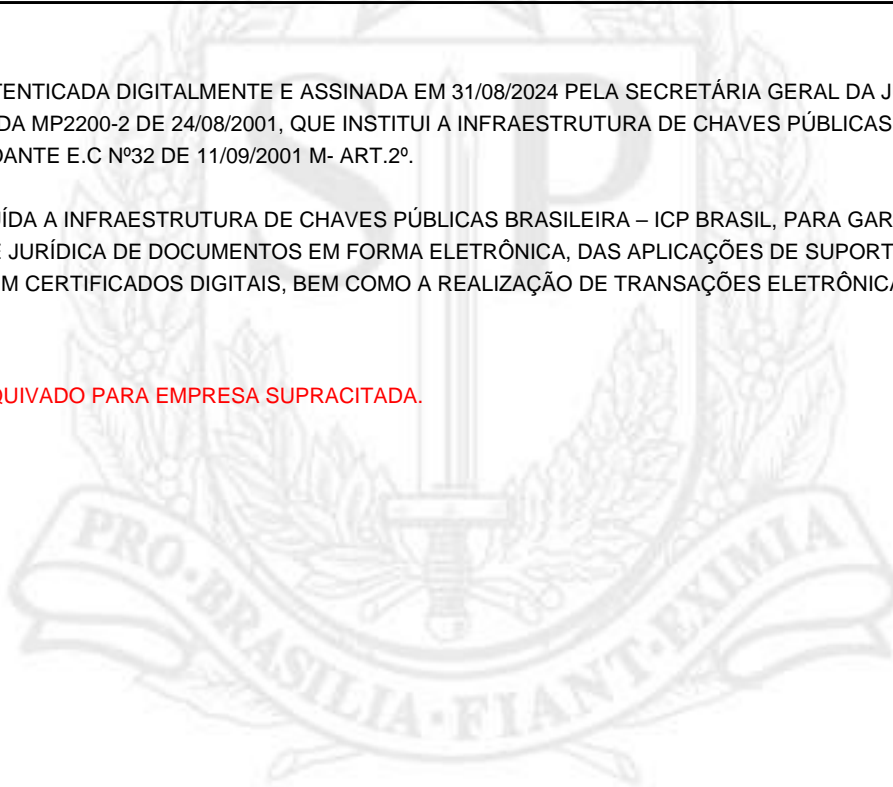 TENTICADA DIGITALMENTE E ASSINADA EM 31/08/2024 PELA SECRETÁRIA GERAL DA J
DA MP2200-2 DE 24/08/2001, QUE INSTITUI A INFRAESTRUTURA DE CHAVES PÚBLICAS
DANTE E.C Nº32 DE 11/09/2001 M- ART.2º.
UÍDA A INFRAESTRUTURA DE CHAVES PÚBLICAS BRASILEIRA – ICP BRASIL, PARA GAR
E JURÍDICA DE DOCUMENTOS EM FORMA ELETRÔNICA, DAS APLICAÇÕES DE SUPORT
EM CERTIFICADOS DIGITAIS, BEM COMO A REALIZAÇÃO DE TRANSAÇÕES ELETRÔNICA
QUIVADO PARA EMPRESA SUPRACITADA.
SP
PRO·BRASILIA·FIANT·EXIMIA